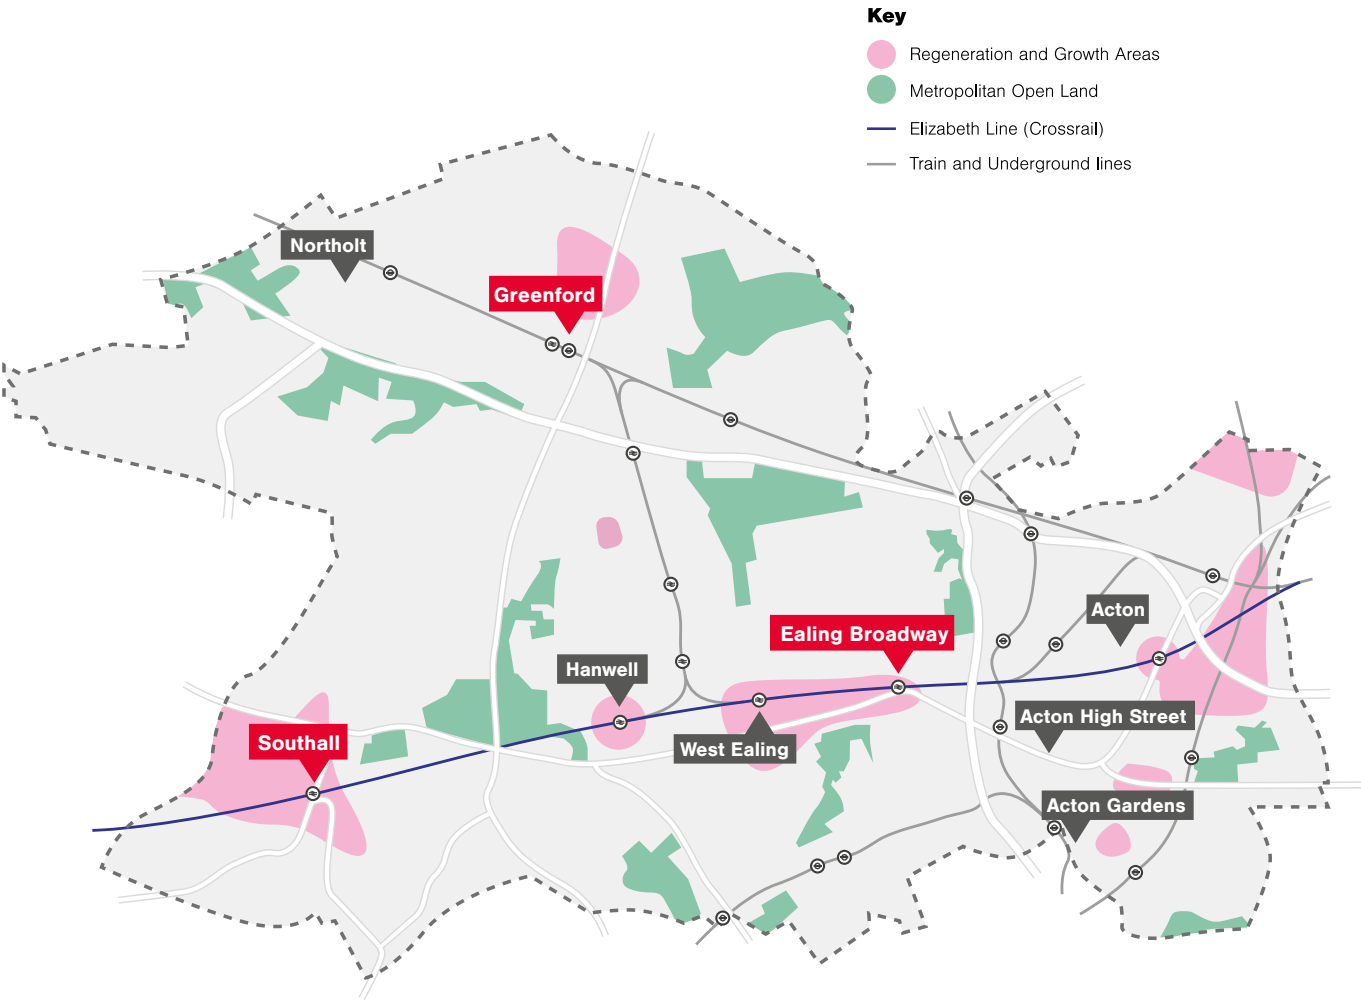 Key
Regeneration and Growth Areas
Metropolitan Open Land
Elizabeth Line (Crossrail)
Train and Underground lines
Northolt
Greenford
Acton
Ealing Broadway
Hanwell
Acton High Street
Southall
West Ealing
Acton Gardens